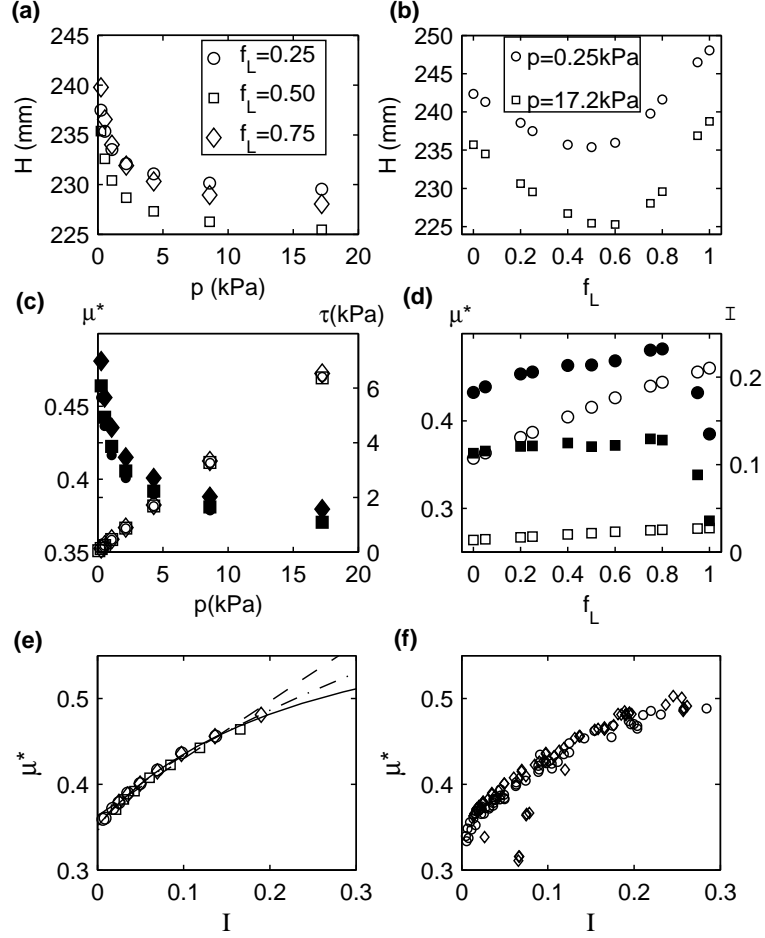 (a)
(b)
245
240
235
230
225
H (mm)
f_L=0.25
f_L=0.50
f_L=0.75
0 5 10 15 20
p (kPa)
250
245
240
235
230
225
H (mm)
p=0.25kPa
p=17.2kPa
0 0.2 0.4 0.6 0.8 1
f_L
(c)
μ*
τ(kPa)
0.45
0.4
0.35
6
4
2
0
0 5 10 15 20
p(kPa)
(d)
μ*
I
0.4
0.3
0.2
0.1
0
0 0.2 0.4 0.6 0.8 1
f_L
(e)
0.5
0.4
0.3
μ*
0 0.1 0.2 0.3
I
(f)
0.5
0.4
0.3
μ*
0 0.1 0.2 0.3
I